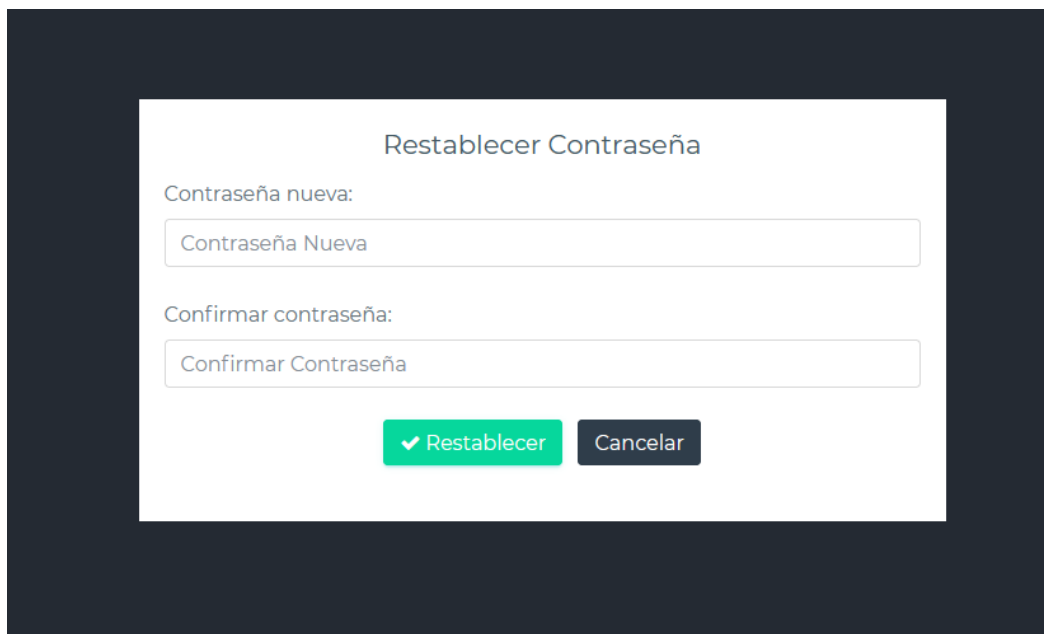 Restablecer Contraseña
Contraseña nueva:
Contraseña Nueva
Confirmar contraseña:
Confirmar Contraseña
Restablecer Cancelar